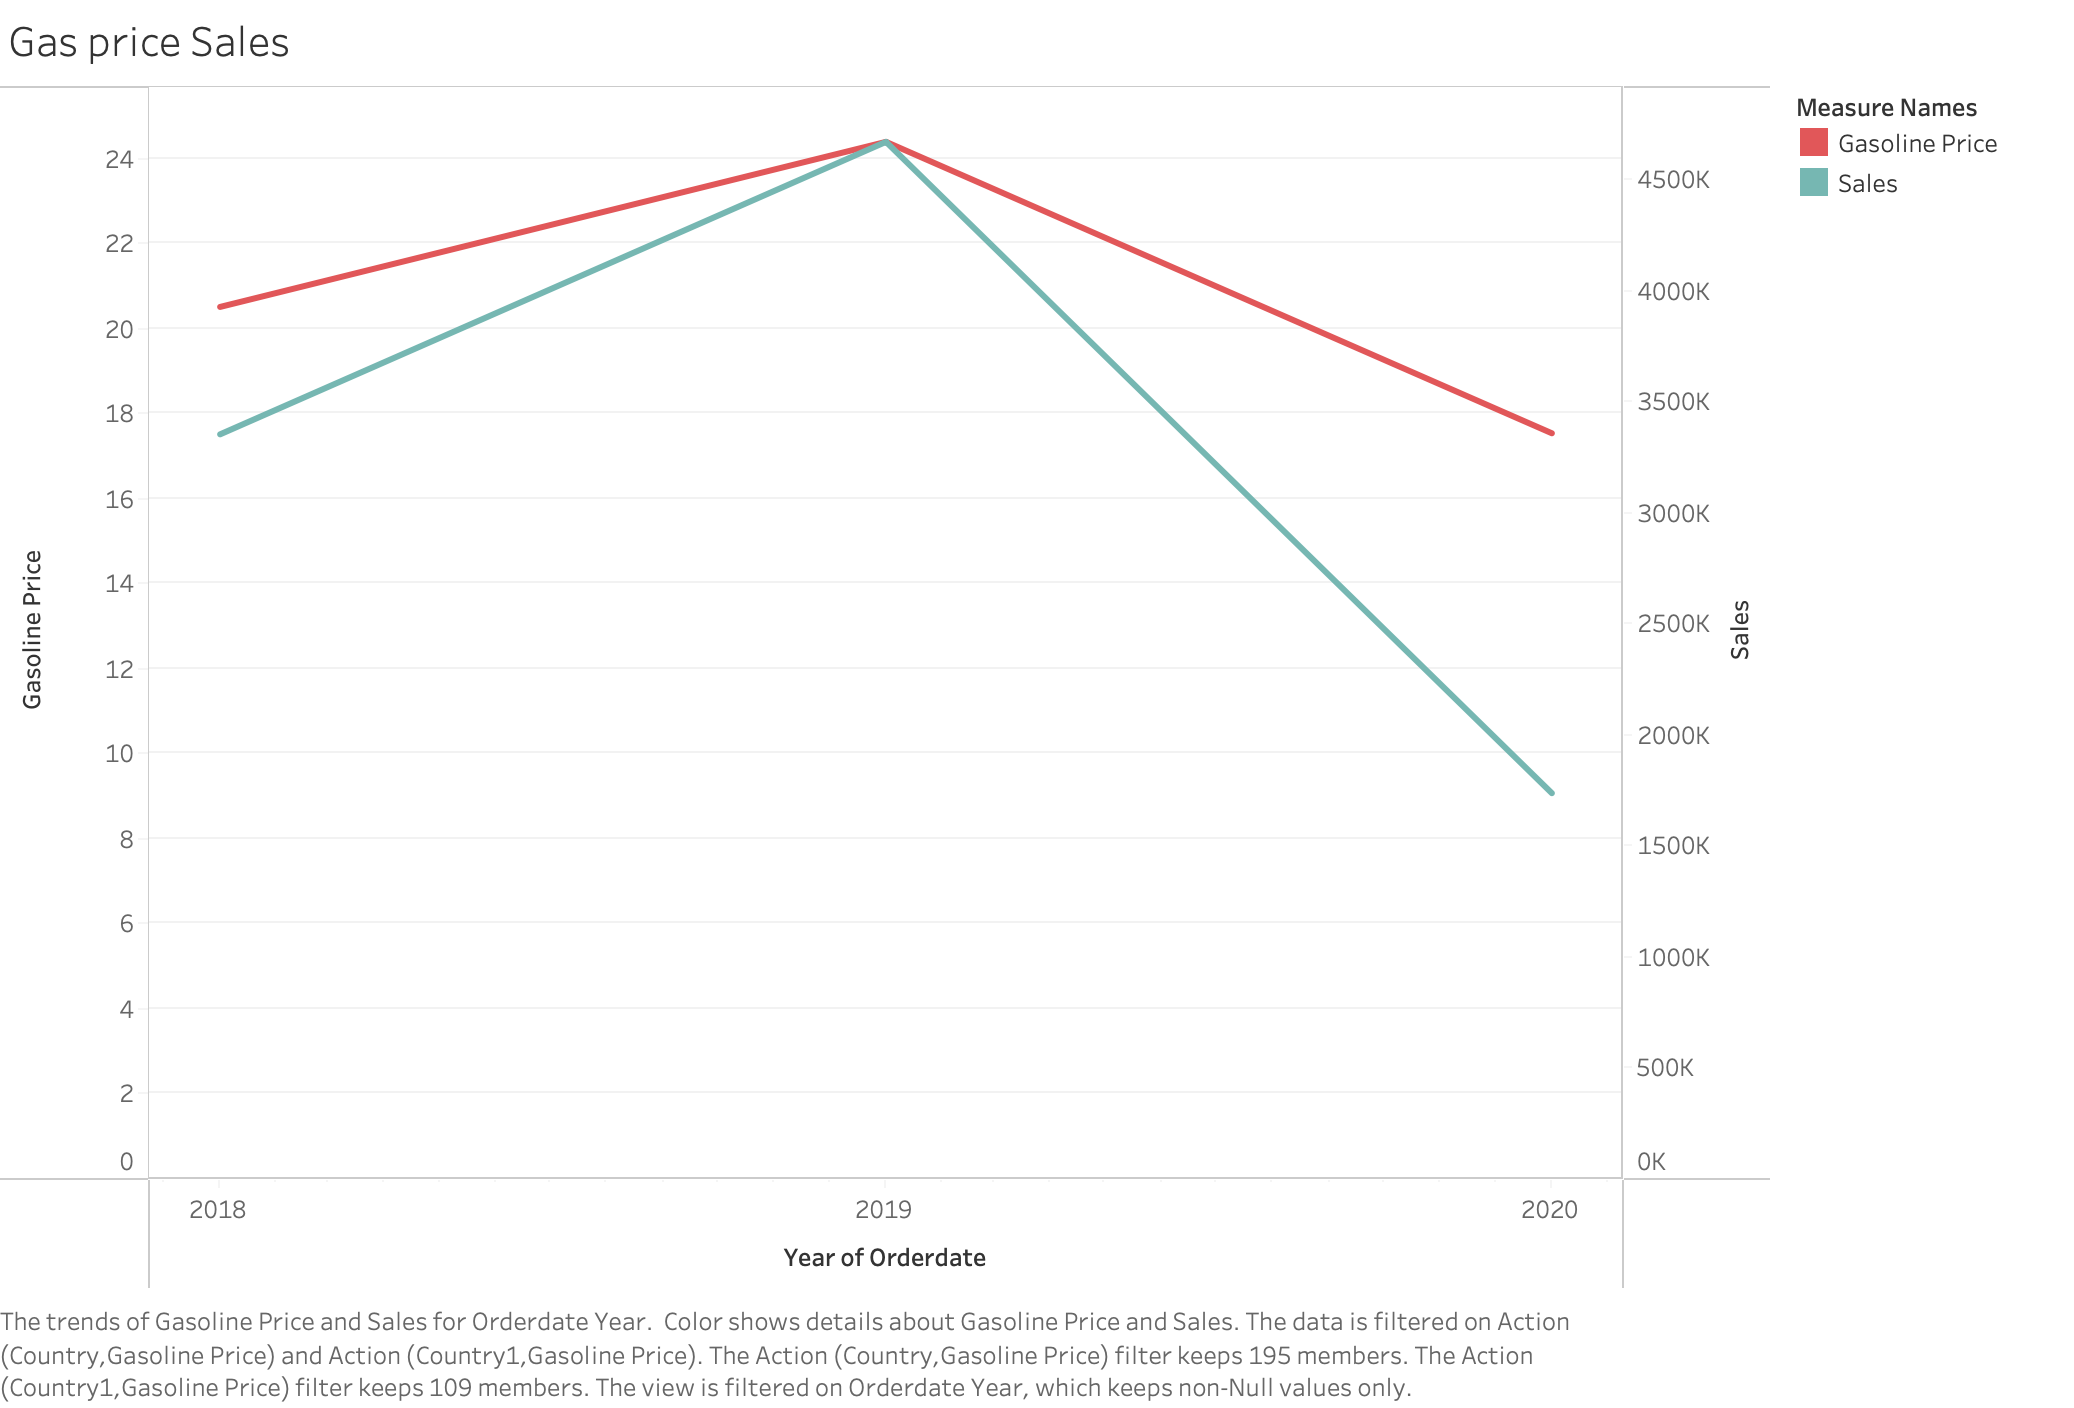 Gas price Sales
Measure Names
Gasoline Price
Sales
24
22
20
18
16
14
12
10
8
6
4
2
0
Gasoline Price
4500K
4000K
3500K
3000K
2500K
2000K
1500K
1000K
500K
0K
Sales
2018
2019
2020
Year of Orderdate
The trends of Gasoline Price and Sales for Orderdate Year.  Color shows details about Gasoline Price and Sales. The data is filtered on Action
(Country,Gasoline Price) and Action (Country1,Gasoline Price). The Action (Country,Gasoline Price) filter keeps 195 members. The Action
(Country1,Gasoline Price) filter keeps 109 members. The view is filtered on Orderdate Year, which keeps non-Null values only.